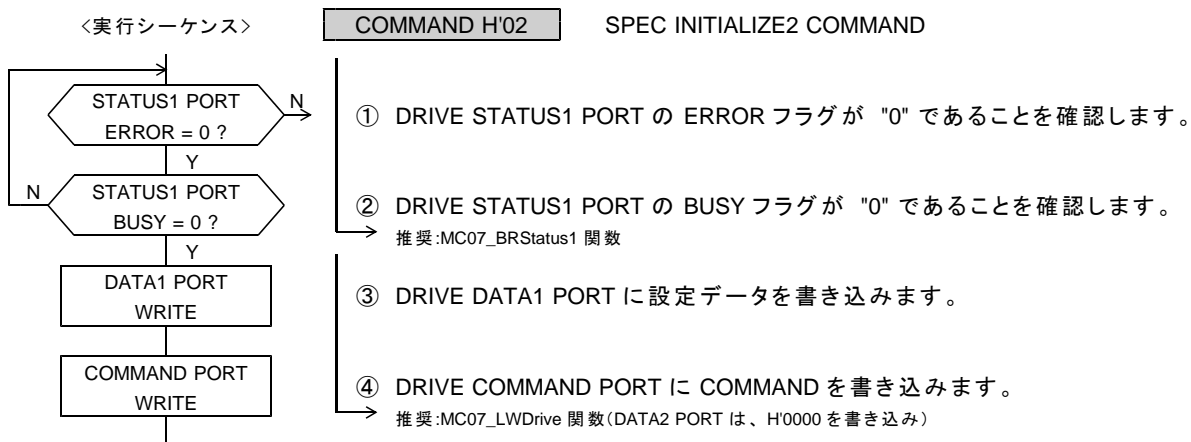 <実行シーケンス>
COMMAND H'02
SPEC INITIALIZE2 COMMAND
STATUS1 PORT
ERROR = 0 ?
N
Y
① DRIVE STATUS1 PORT の ERROR フラグが "0" であることを確認します。
N
STATUS1 PORT
BUSY = 0 ?
Y
② DRIVE STATUS1 PORT の BUSY フラグが "0" であることを確認します。
推奨:MC07_BRStatus1 関数
DATA1 PORT
WRITE
③ DRIVE DATA1 PORT に設定データを書き込みます。
COMMAND PORT
WRITE
④ DRIVE COMMAND PORT に COMMAND を書き込みます。
推奨:MC07_LWDrive 関数(DATA2 PORT は、H'0000 を書き込み)